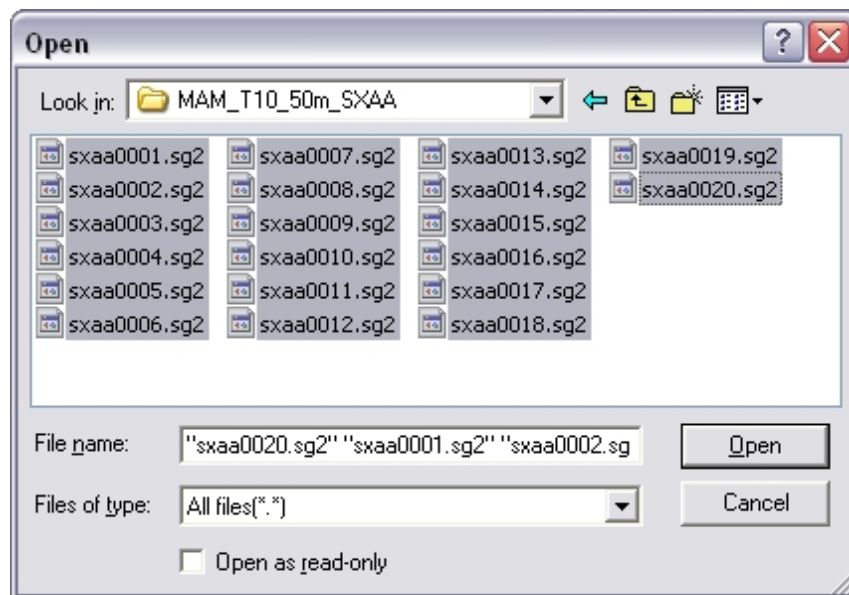 Open
Look in: MAM_T10_50m_SXAA
sxaa0001.sg2 sxaa0007.sg2 sxaa0013.sg2 sxaa0019.sg2
sxaa0002.sg2 sxaa0008.sg2 sxaa0014.sg2 sxaa0020.sg2
sxaa0003.sg2 sxaa0009.sg2 sxaa0015.sg2
sxaa0004.sg2 sxaa0010.sg2 sxaa0016.sg2
sxaa0005.sg2 sxaa0011.sg2 sxaa0017.sg2
sxaa0006.sg2 sxaa0012.sg2 sxaa0018.sg2
File name: "sxaa0020.sg2" "sxaa0001.sg2" "sxaa0002.sg Open
Files of type: All files(*.*) Cancel
Open as read-only